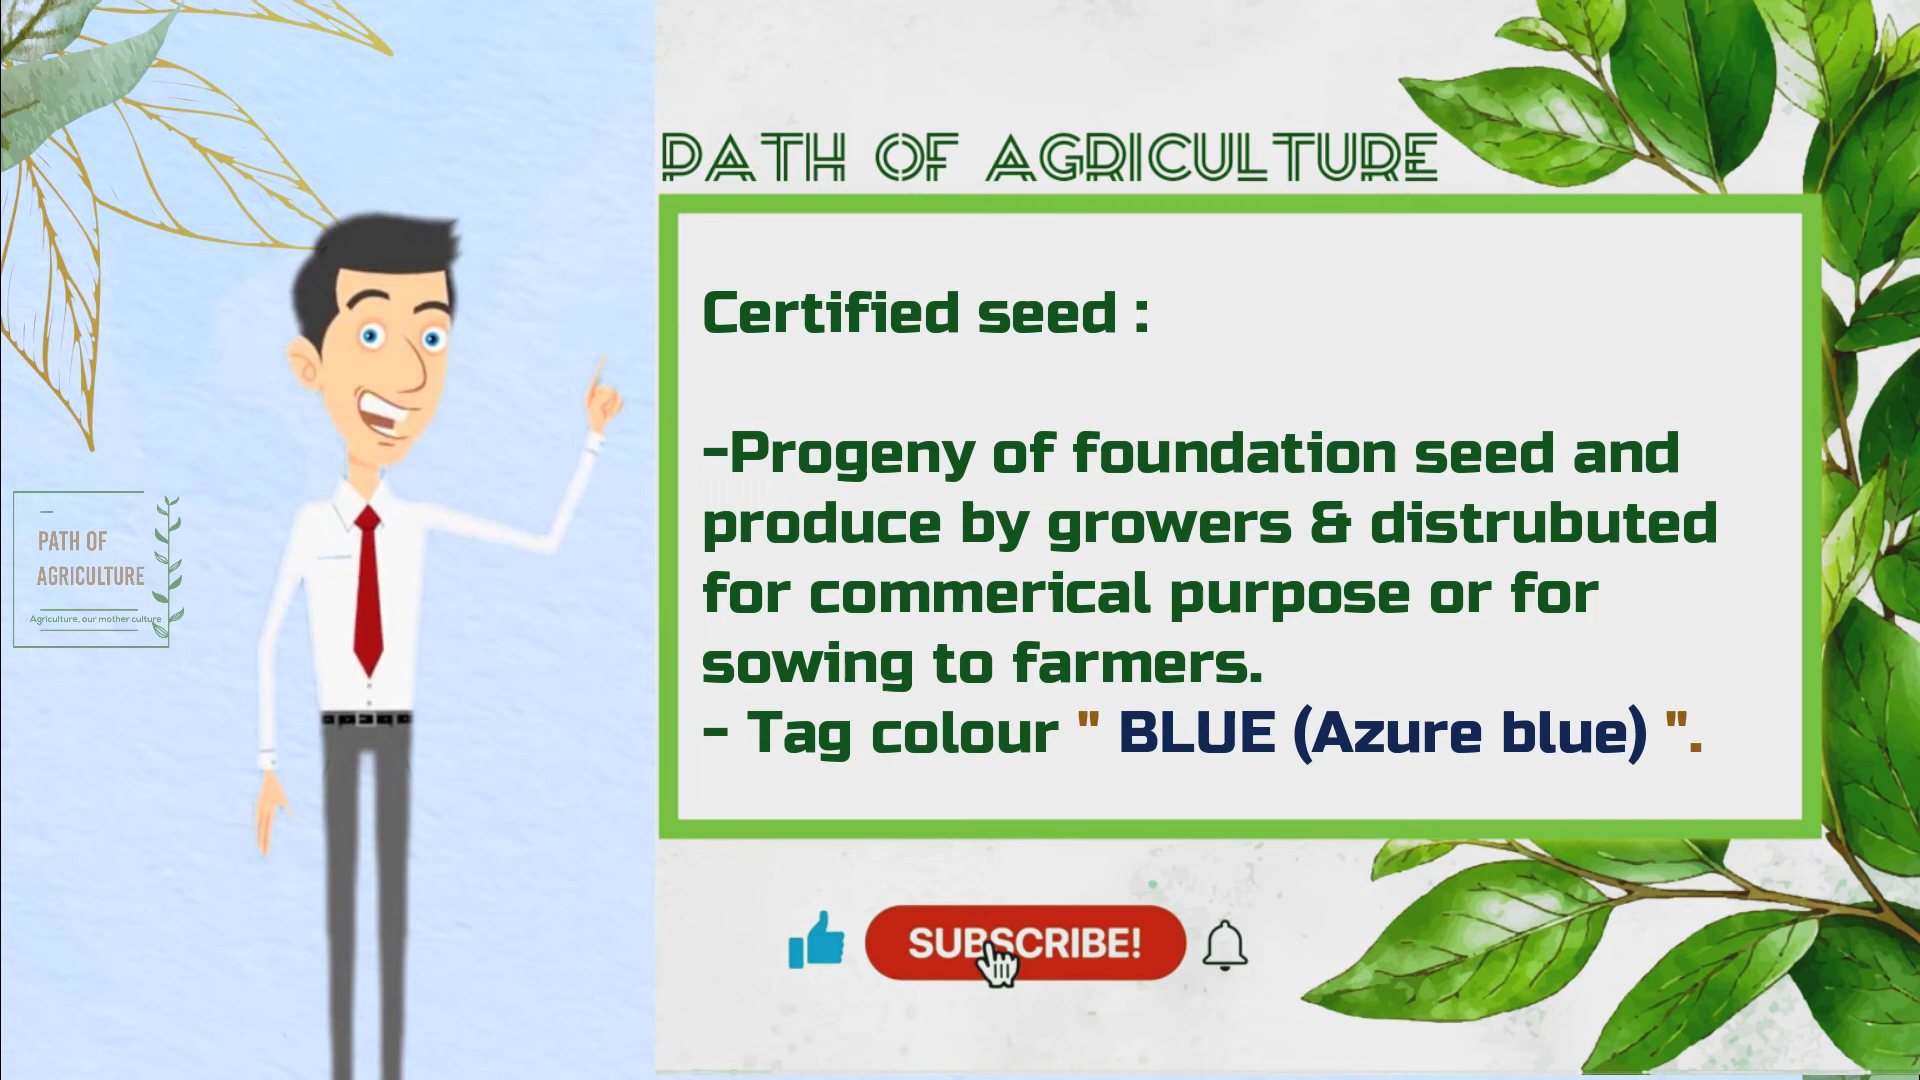 PATH OF AGRICULTURE
Certified seed :
-Progeny of foundation seed and
produce by growers & distrubuted
for commerical purpose or for
sowing to farmers.
- Tag colour " BLUE (Azure blue) ".
PATH OF
AGRICULTURE
Agriculture, our mother culture
SUBSCRIBE!